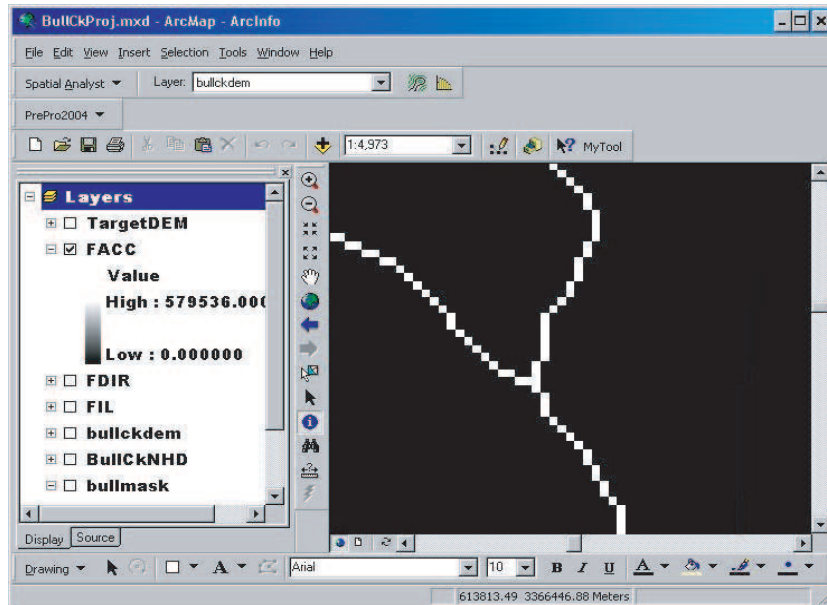 BullCkProj.mxd - ArcMap - ArcInfo
File Edit View Insert Selection Tools Window Help
Spatial Analyst Layer: bullckdem
PrePro2004
1:4,973 MyTool
Layers
TargetDEM
FACC
Value
High : 579536.00
Low : 0.000000
FDIR
FIL
bullckdem
BullCkNHD
bullmask
Display Source
Drawing A Arial 10 B I U A
613813.49 3366446.88 Meters